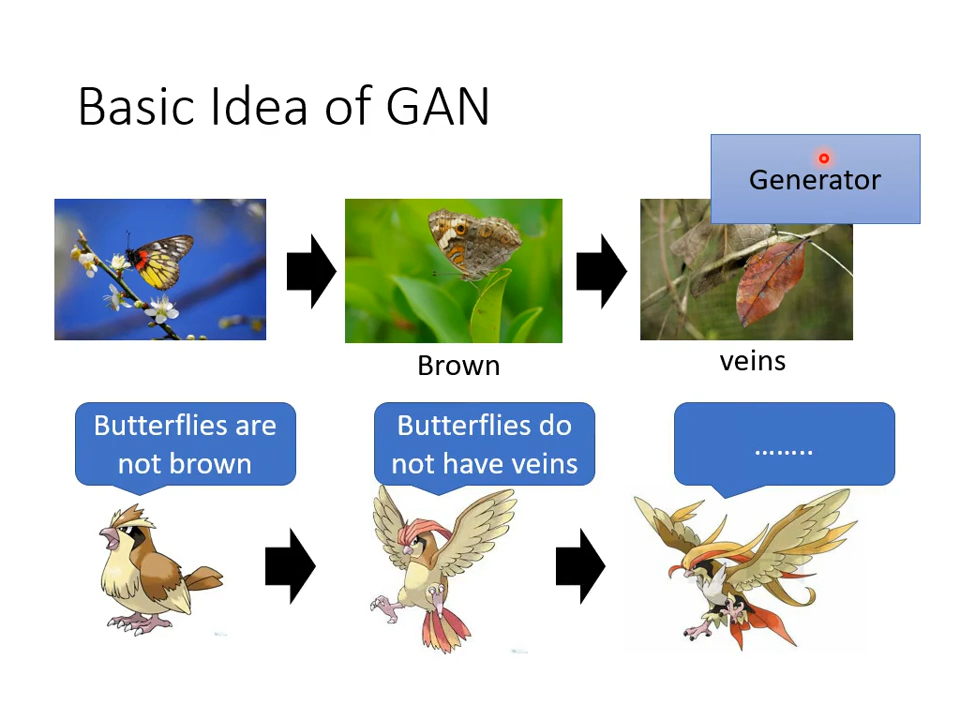 Basic Idea of GAN
Generator
Brown
veins
Butterflies are
not brown
Butterflies do
not have veins
........